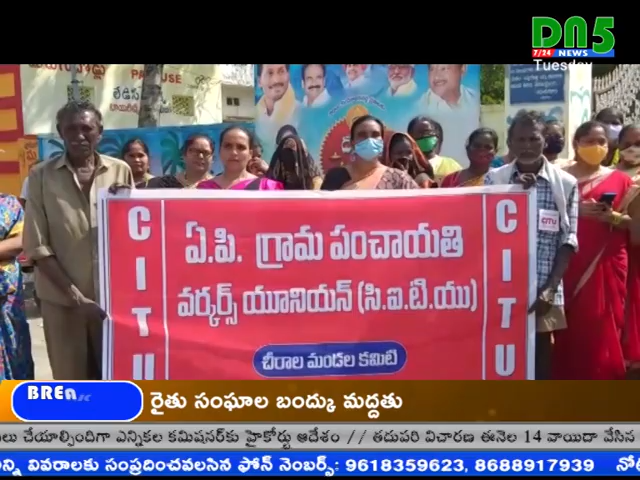 DN5
7/24 NEWS
Tuesday
లేడీస్
CITU
ఏ.పి. గ్రామ పంచాయతి
వర్కర్స్ యూనియన్ (సి.ఐ.టి.యు)
చీరాల మండల కమిటి
CITU
CITU
BREA
రైతు సంఘాల బంద్కు మద్దతు
లు చేయాల్సిందిగా ఎన్నికల కమిషనర్‌కు హైకోర్టు ఆదేశం // తదుపరి విచారణ ఈనెల 14 వాయిదా వేసిన
వివరాలకు సంప్రదించవలసిన ఫోన్ నెంబర్స్: 9618359623, 8688917939